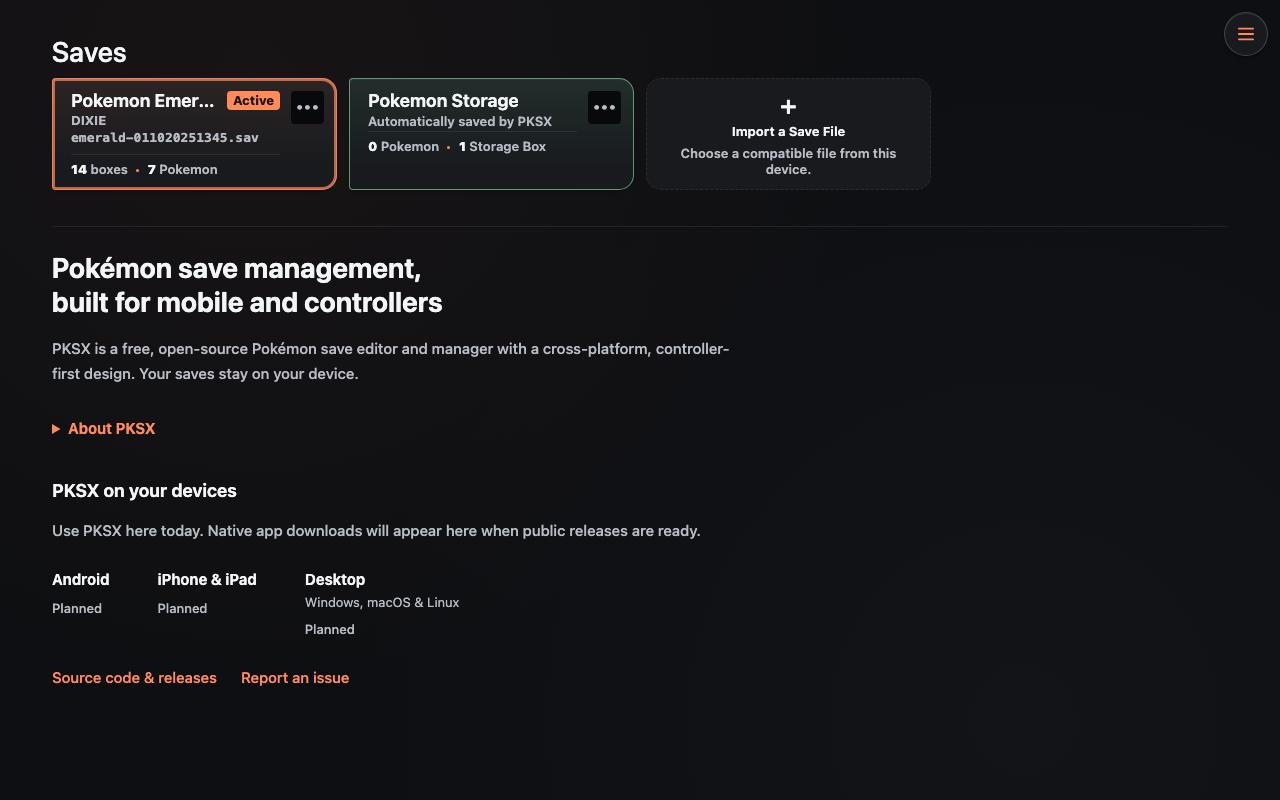 Saves
Pokemon Emer... Active
DIXIE
emerald-011020251345.sav
14 boxes • 7 Pokemon
Pokemon Storage
Automatically saved by PKSX
0 Pokemon • 1 Storage Box
Import a Save File
Choose a compatible file from this
device.
Pokémon save management,
built for mobile and controllers
PKSX is a free, open-source Pokémon save editor and manager with a cross-platform, controller-
first design. Your saves stay on your device.
About PKSX
PKSX on your devices
Use PKSX here today. Native app downloads will appear here when public releases are ready.
Android
Planned
iPhone & iPad
Planned
Desktop
Windows, macOS & Linux
Planned
Source code & releases
Report an issue